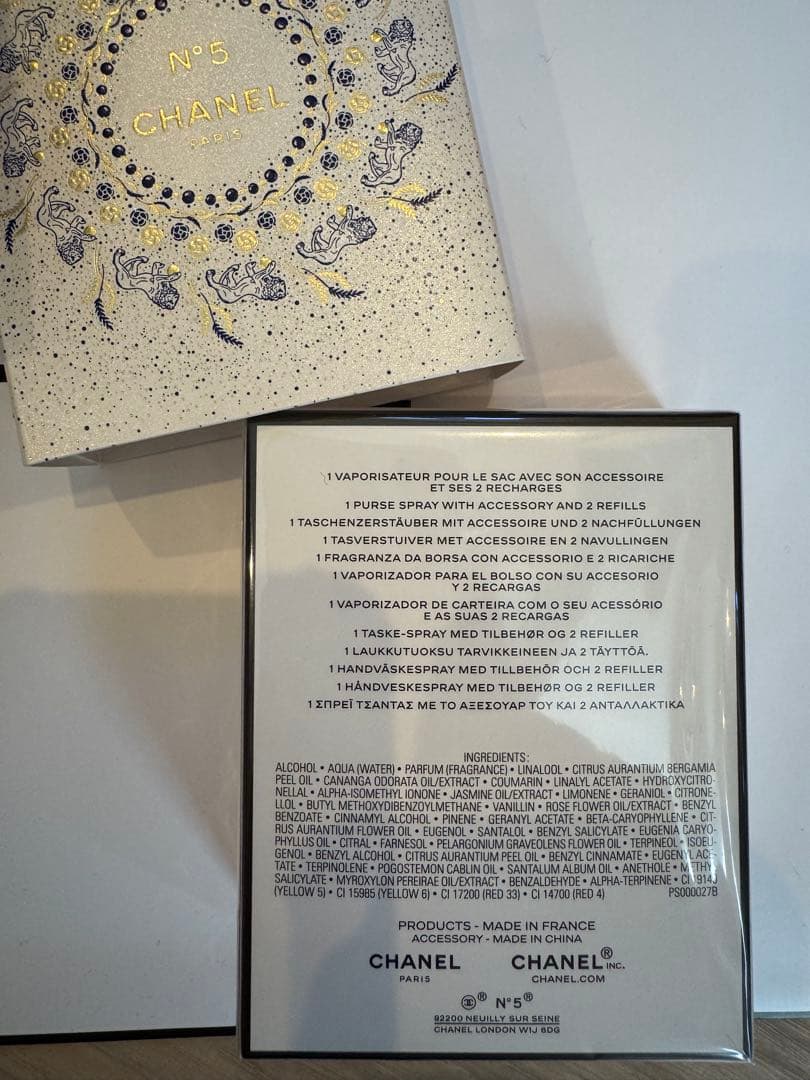 N°5
CHANEL
PARIS
1 VAPORISATEUR POUR LE SAC AVEC SON ACCESSOIRE
ET SES 2 RECHARGES
1 PURSE SPRAY WITH ACCESSORY AND 2 REFILLS
1 TASCHENZERSTÄUBER MIT ACCESSOIRE UND 2 NACHFÜLLUNGEN
1 TASVERSTUIVER MET ACCESSOIRE EN 2 NAVULLINGEN
1 FRAGRANZA DA BORSA CON ACCESSORIO E 2 RICARICHE
1 VAPORIZADOR PARA EL BOLSO CON SU ACCESORIO
Y 2 RECARGAS
1 VAPORIZADOR DE CARTEIRA COM O SEU ACESSÓRIO
E AS SUAS 2 RECARGAS
1 TASKE-SPRAY MED TILBEHØR OG 2 REFILLER
1 LAUKKUTUOKSU TARVIKKEINEEN JA 2 TÄYTTÖÄ.
1 HANDVÄSKESPRAY MED TILLBEHÖR OCH 2 REFILLER
1 HÅNDVESKESPRAY MED TILBEHØR OG 2 REFILLER
1 ΣΠΡΕΪ ΤΣΑΝΤΑΣ ΜΕ ΤΟ ΑΞΕΣΟΥΑΡ ΤΟΥ ΚΑΙ 2 ΑΝΤΑΛΛΑΚΤΙΚΑ
INGREDIENTS:
ALCOHOL • AQUA (WATER) • PARFUM (FRAGRANCE) • LINALOOL • CITRUS AURANTIUM BERGAMIA
PEEL OIL • CANANGA ODORATA OIL/EXTRACT • COUMARIN • LINALYL ACETATE • HYDROXYCITRO-
NELLAL • ALPHA-ISOMETHYL IONONE • JASMINE OIL/EXTRACT • LIMONENE • GERANIOL • CITRONE-
LLOL • BUTYL METHOXYDIBENZOYLMETHANE • VANILLIN • ROSE FLOWER OIL/EXTRACT • BENZYL
BENZOATE • CINNAMYL ALCOHOL • PINENE • GERANYL ACETATE • BETA-CARYOPHYLLENE • CIT-
RUS AURANTIUM FLOWER OIL • EUGENOL • SANTALOL • BENZYL SALICYLATE • EUGENIA CARYO-
PHYLLUS OIL • CITRAL • FARNESOL • PELARGONIUM GRAVEOLENS FLOWER OIL • TERPINEOL • ISOEU-
GENOL • BENZYL ALCOHOL • CITRUS AURANTIUM PEEL OIL • BENZYL CINNAMATE • EUGENYL ACE-
TATE • TERPINOLENE • POGOSTEMON CABLIN OIL • SANTALUM ALBUM OIL • ANETHOLE • METHYL
SALICYLATE • MYROXYLON PEREIRAE OIL/EXTRACT • BENZALDEHYDE • ALPHA-TERPINENE • CI
(YELLOW 5) • CI 15985 (YELLOW 6) • CI 17200 (RED 33) • CI 14700 (RED 4) PS000027B
PRODUCTS - MADE IN FRANCE
ACCESSORY - MADE IN CHINA
CHANEL CHANEL® INC.
PARIS CHANEL.COM
® N°5®
92200 NEUILLY SUR SEINE
CHANEL LONDON W1J 6DG